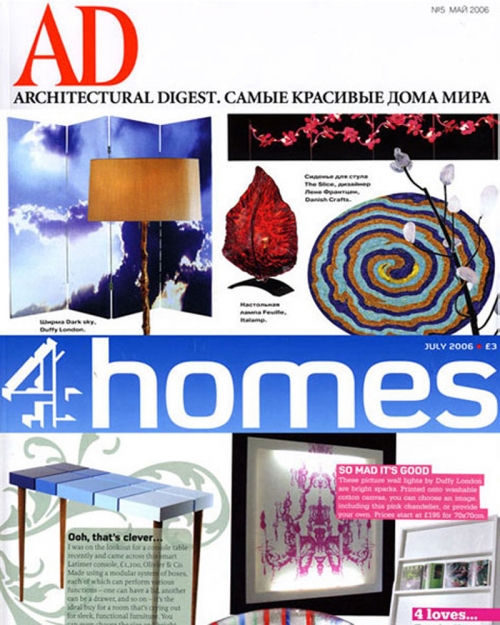 AD
№5 МАЙ 2006
ARCHITECTURAL DIGEST. САМЫЕ КРАСИВЫЕ ДОМА МИРА
Сиденье для стула
The Slice, дизайнер
Лене Франтцен,
Danish Crafts.
Настольная
лампа Feuille,
Italamp.
Ширма Dark sky,
Duffy London.
JULY 2006 • £3
4homes
SO MAD IT'S GOOD
These picture wall lights by Duffy London
are bright sparks. Printed onto washable
cotton canvas, you can choose an image,
including this pink chandelier, or provide
your own. Prices start at £195 for 70x70cm
Ooh, that's clever...
I was on the lookout for a console table
recently and came across this smart
Latimer console, £1,100, Olivier & Co.
Made using a modular system of boxes,
each of which can perform various
functions – one can have a lid, another
can be a drawer, and so on – it's the
ideal buy for a room that's crying out
for sleek, functional furniture. You
4 loves...